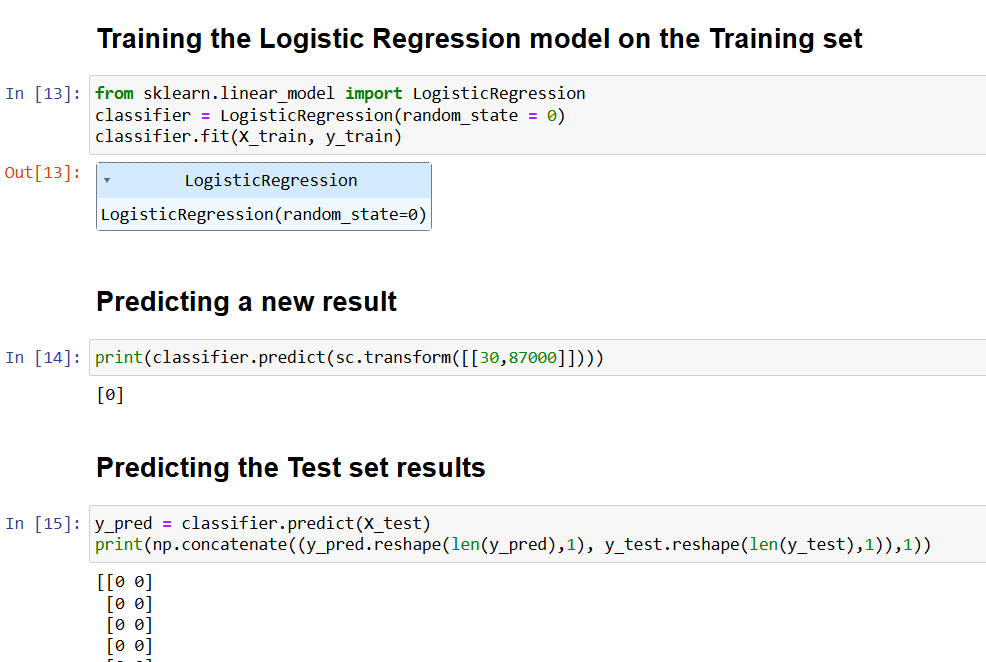 Training the Logistic Regression model on the Training set
In [13]: from sklearn.linear_model import LogisticRegression
classifier = LogisticRegression(random_state = 0)
classifier.fit(X_train, y_train)
Out[13]: ▾ LogisticRegression
LogisticRegression(random_state=0)
Predicting a new result
In [14]: print(classifier.predict(sc.transform([[30,87000]])))
[0]
Predicting the Test set results
In [15]: y_pred = classifier.predict(X_test)
print(np.concatenate((y_pred.reshape(len(y_pred),1), y_test.reshape(len(y_test),1)),1))
[[0 0]
[0 0]
[0 0]
[0 0]